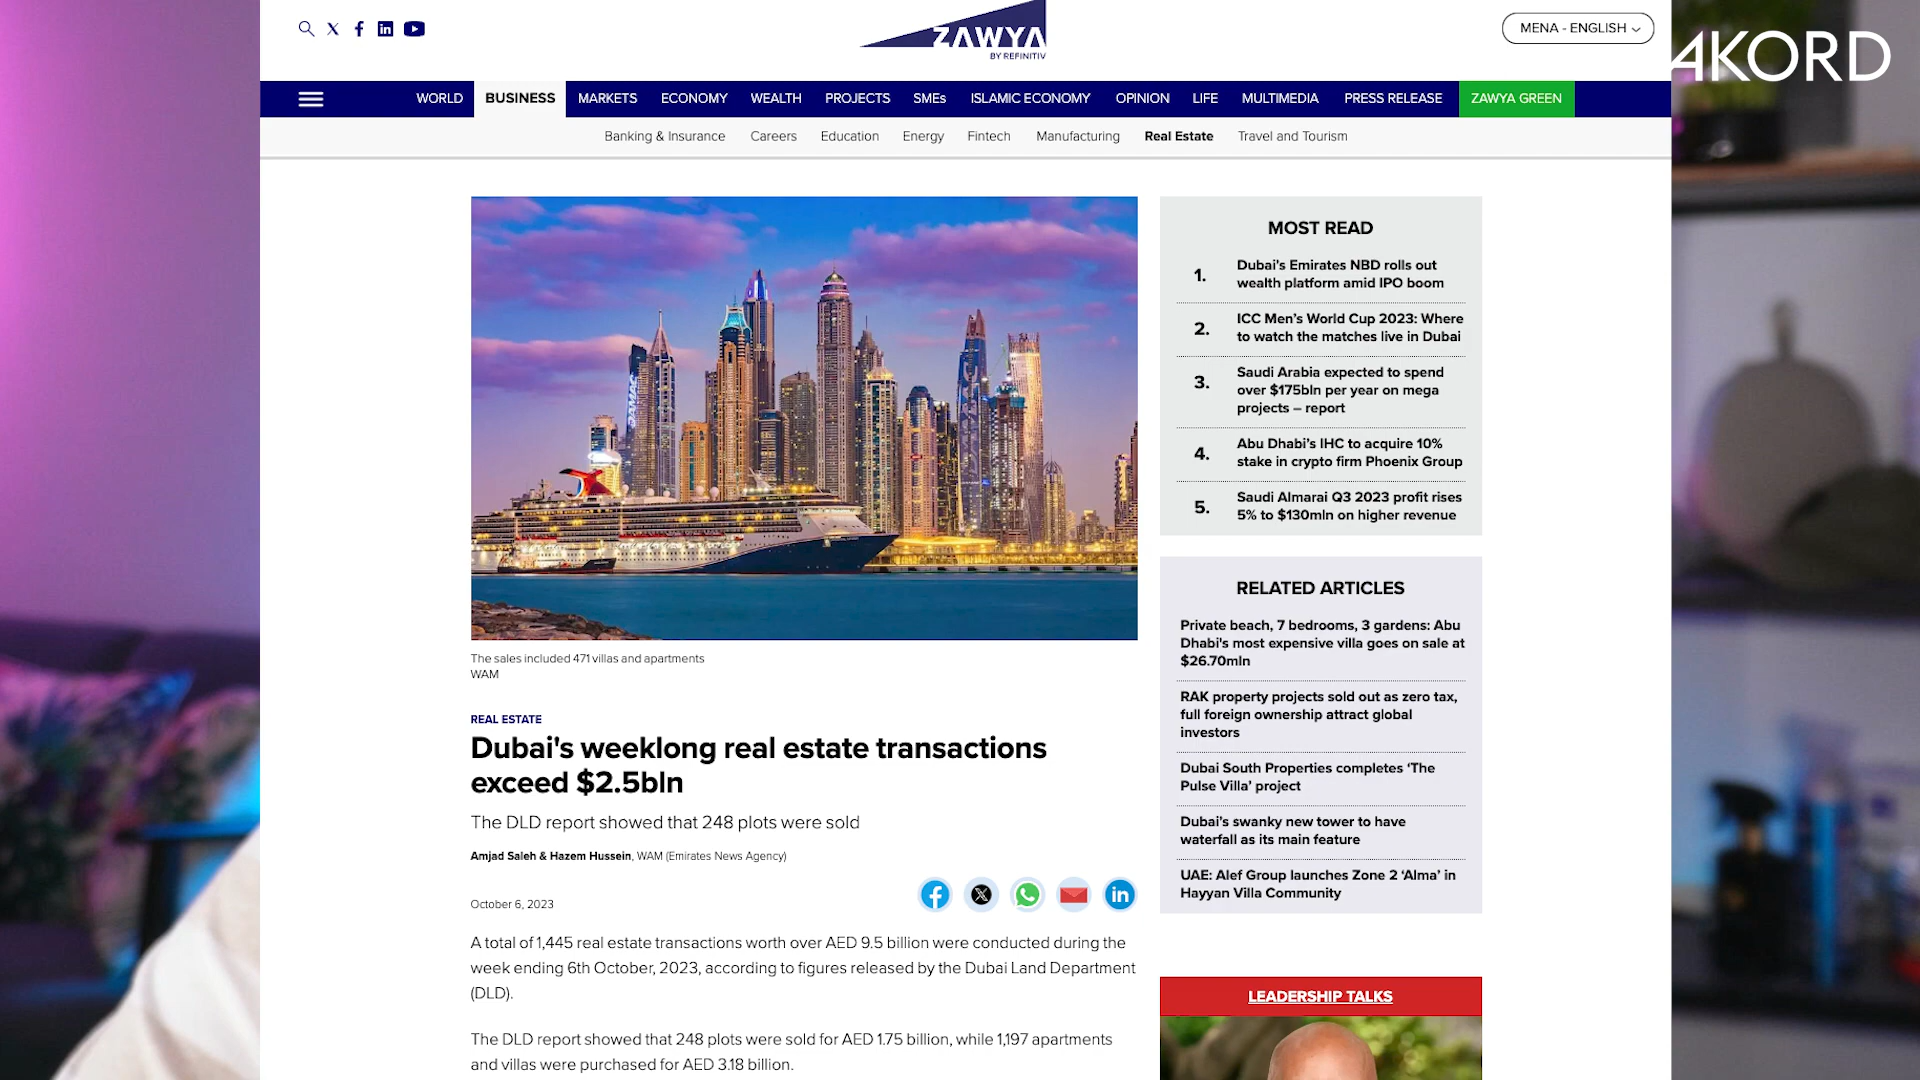 ZAWYA
BY REFINITIV
MENA - ENGLISH
AKORD
WORLD BUSINESS MARKETS ECONOMY WEALTH PROJECTS SMEs ISLAMIC ECONOMY OPINION LIFE MULTIMEDIA PRESS RELEASE ZAWYA GREEN
Banking & Insurance Careers Education Energy Fintech Manufacturing Real Estate Travel and Tourism
DAMAC
The sales included 471 villas and apartments
WAM
REAL ESTATE
Dubai's weeklong real estate transactions
exceed $2.5bln
The DLD report showed that 248 plots were sold
Amjad Saleh & Hazem Hussein, WAM (Emirates News Agency)
October 6, 2023
A total of 1,445 real estate transactions worth over AED 9.5 billion were conducted during the
week ending 6th October, 2023, according to figures released by the Dubai Land Department
(DLD).
The DLD report showed that 248 plots were sold for AED 1.75 billion, while 1,197 apartments
and villas were purchased for AED 3.18 billion.
MOST READ
1. Dubai's Emirates NBD rolls out
wealth platform amid IPO boom
2. ICC Men's World Cup 2023: Where
to watch the matches live in Dubai
3. Saudi Arabia expected to spend
over $175bln per year on mega
projects – report
4. Abu Dhabi's IHC to acquire 10%
stake in crypto firm Phoenix Group
5. Saudi Almarai Q3 2023 profit rises
5% to $130mln on higher revenue
RELATED ARTICLES
Private beach, 7 bedrooms, 3 gardens: Abu
Dhabi's most expensive villa goes on sale at
$26.70mln
RAK property projects sold out as zero tax,
full foreign ownership attract global
investors
Dubai South Properties completes 'The
Pulse Villa' project
Dubai's swanky new tower to have
waterfall as its main feature
UAE: Alef Group launches Zone 2 'Alma' in
Hayyan Villa Community
LEADERSHIP TALKS